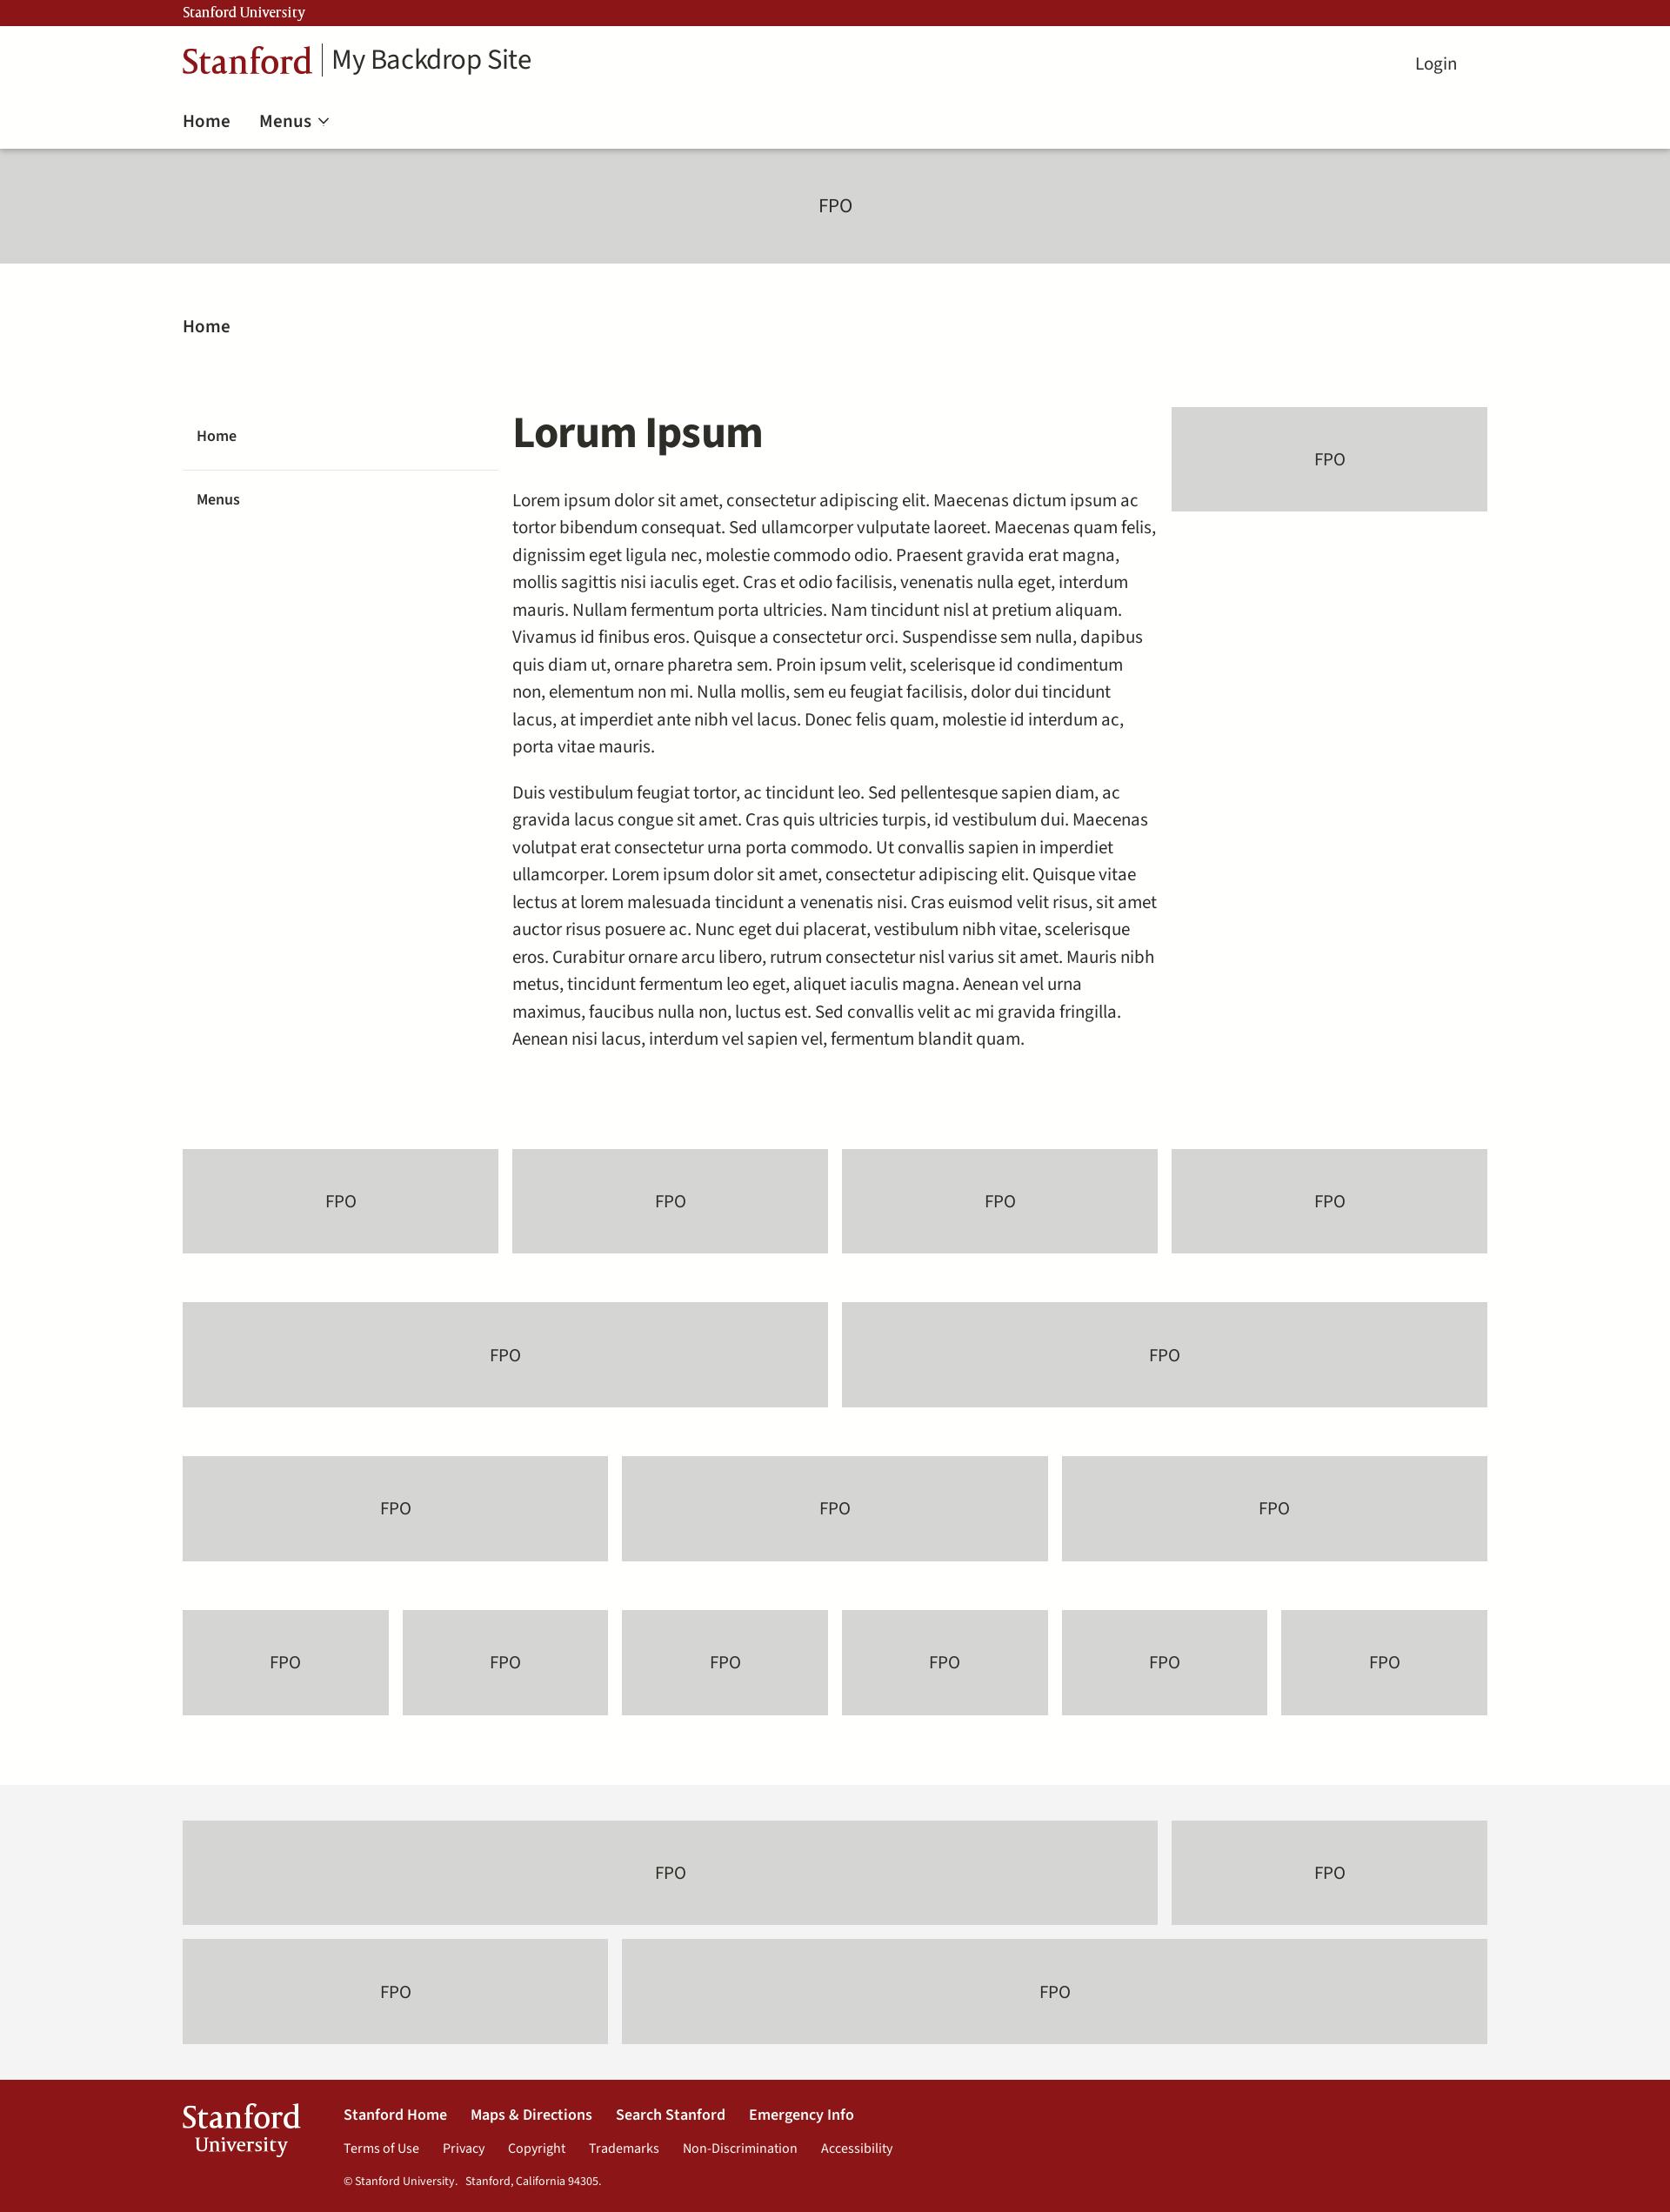 Stanford University
Stanford My Backdrop Site
Login
Home Menus
FPO
Home
Home
Menus
Lorum Ipsum
Lorem ipsum dolor sit amet, consectetur adipiscing elit. Maecenas dictum ipsum ac
tortor bibendum consequat. Sed ullamcorper vulputate laoreet. Maecenas quam felis,
dignissim eget ligula nec, molestie commodo odio. Praesent gravida erat magna,
mollis sagittis nisi iaculis eget. Cras et odio facilisis, venenatis nulla eget, interdum
mauris. Nullam fermentum porta ultricies. Nam tincidunt nisl at pretium aliquam.
Vivamus id finibus eros. Quisque a consectetur orci. Suspendisse sem nulla, dapibus
quis diam ut, ornare pharetra sem. Proin ipsum velit, scelerisque id condimentum
non, elementum non mi. Nulla mollis, sem eu feugiat facilisis, dolor dui tincidunt
lacus, at imperdiet ante nibh vel lacus. Donec felis quam, molestie id interdum ac,
porta vitae mauris.
Duis vestibulum feugiat tortor, ac tincidunt leo. Sed pellentesque sapien diam, ac
gravida lacus congue sit amet. Cras quis ultricies turpis, id vestibulum dui. Maecenas
volutpat erat consectetur urna porta commodo. Ut convallis sapien in imperdiet
ullamcorper. Lorem ipsum dolor sit amet, consectetur adipiscing elit. Quisque vitae
lectus at lorem malesuada tincidunt a venenatis nisi. Cras euismod velit risus, sit amet
auctor risus posuere ac. Nunc eget dui placerat, vestibulum nibh vitae, scelerisque
eros. Curabitur ornare arcu libero, rutrum consectetur nisl varius sit amet. Mauris nibh
metus, tincidunt fermentum leo eget, aliquet iaculis magna. Aenean vel urna
maximus, faucibus nulla non, luctus est. Sed convallis velit ac mi gravida fringilla.
Aenean nisi lacus, interdum vel sapien vel, fermentum blandit quam.
FPO
FPO FPO FPO FPO
FPO FPO
FPO FPO FPO
FPO FPO FPO FPO FPO FPO
FPO FPO
FPO FPO
Stanford
University
Stanford Home Maps & Directions Search Stanford Emergency Info
Terms of Use Privacy Copyright Trademarks Non-Discrimination Accessibility
© Stanford University. Stanford, California 94305.